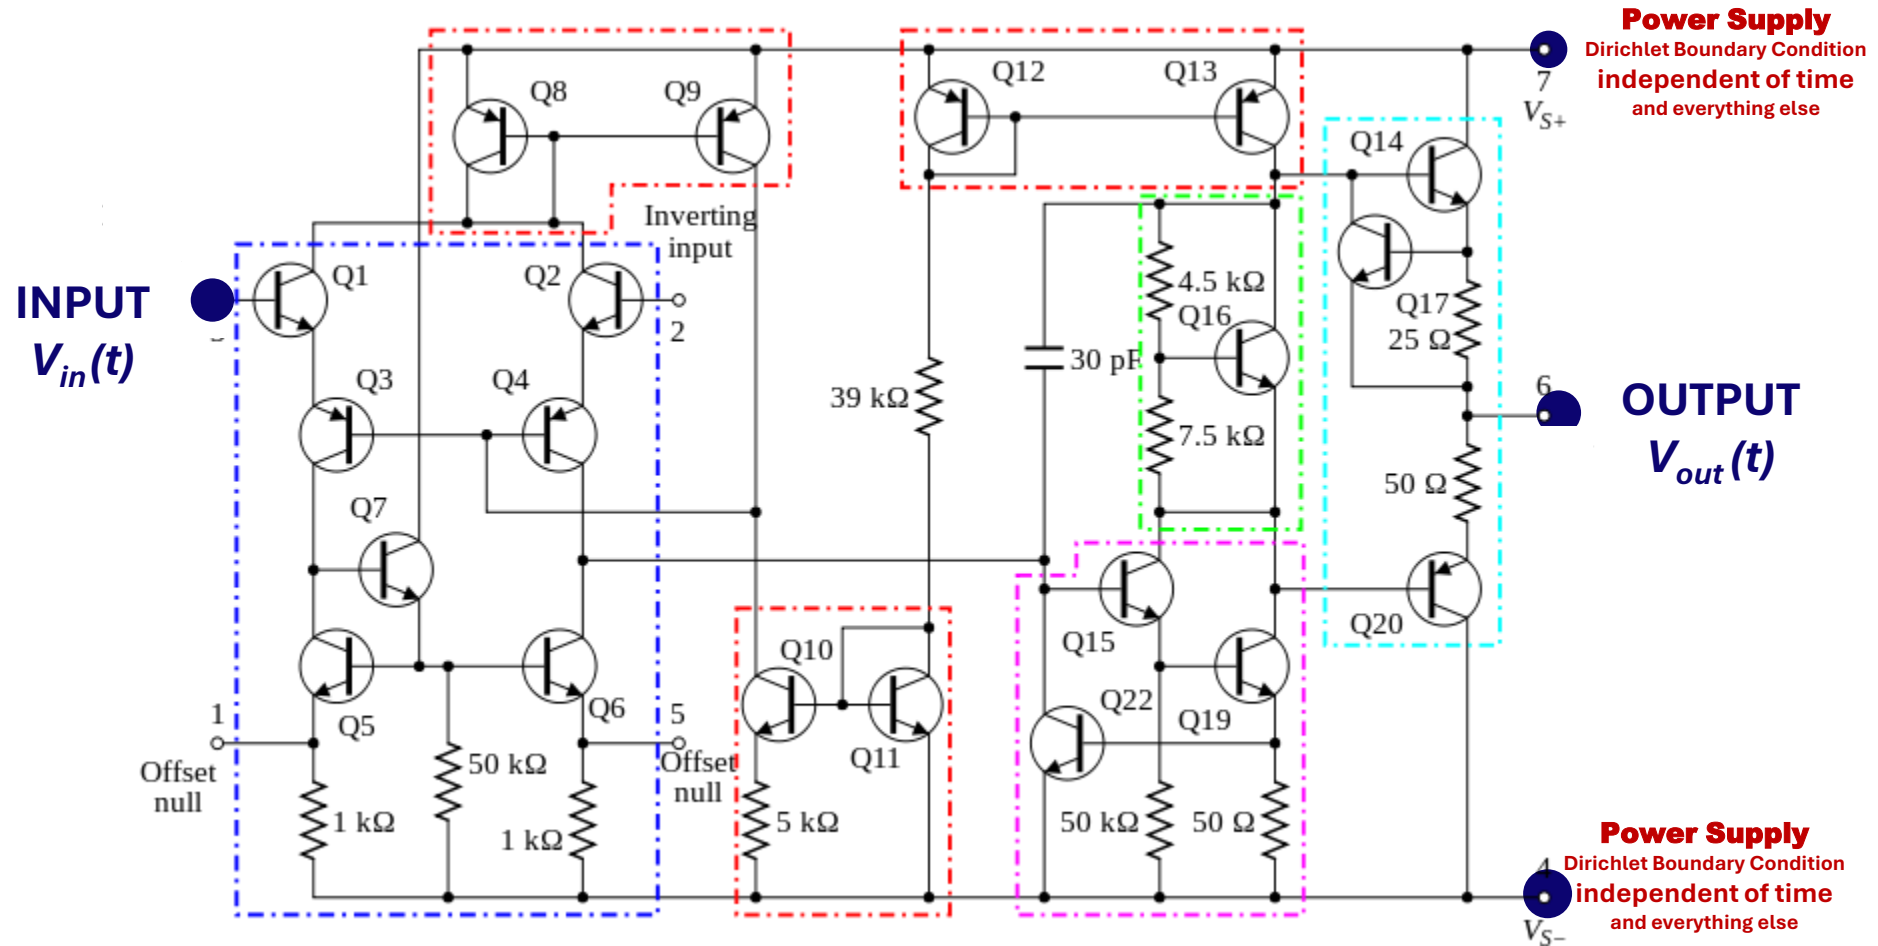 Power Supply
Dirichlet Boundary Condition
independent of time
and everything else
7
VS+
Q8
Q9
Q12
Q13
Q14
Inverting
input
INPUT
Vin(t)
Q1
Q2
2
4.5 kΩ
Q16
Q17
25 Ω
30 pF
Q3
Q4
39 kΩ
7.5 kΩ
6
OUTPUT
Vout(t)
50 Ω
Q7
Q15
Q20
Q10
Q22
Q19
1
Q5
Q6
5
Q11
Offset
null
Offset
null
50 kΩ
1 kΩ
1 kΩ
5 kΩ
50 kΩ
50 Ω
Power Supply
4
Dirichlet Boundary Condition
independent of time
and everything else
VS−